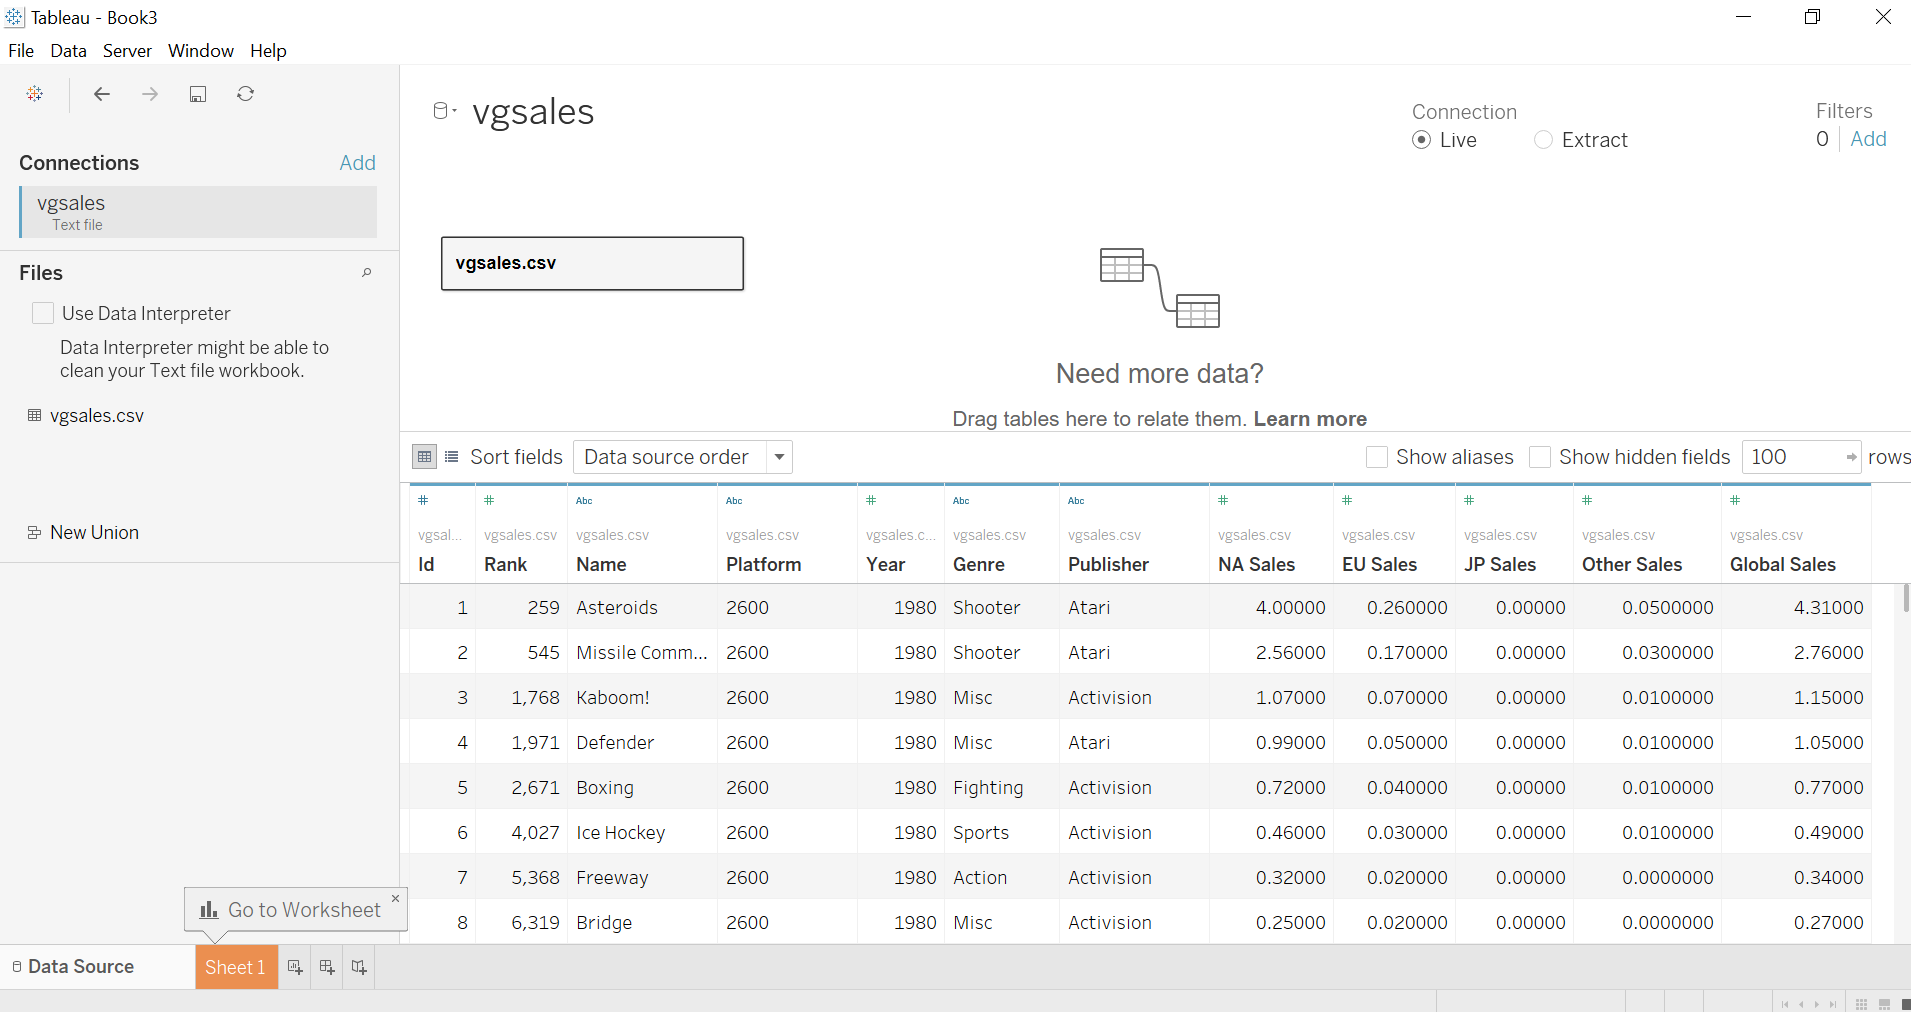 Tableau - Book3
File Data Server Window Help
Connections Add
vgsales
Text file
Files
Use Data Interpreter
Data Interpreter might be able to
clean your Text file workbook.
vgsales.csv
New Union
vgsales
Connection
Live Extract
Filters
0 Add
vgsales.csv
Need more data?
Drag tables here to relate them. Learn more
Sort fields Data source order Show aliases Show hidden fields 100 rows
# # Abc Abc # Abc Abc # # # # #
vgsal... vgsales.csv vgsales.csv vgsales.csv vgsales.c... vgsales.csv vgsales.csv vgsales.csv vgsales.csv vgsales.csv vgsales.csv vgsales.csv
Id Rank Name Platform Year Genre Publisher NA Sales EU Sales JP Sales Other Sales Global Sales
1 259 Asteroids 2600 1980 Shooter Atari 4.00000 0.260000 0.00000 0.0500000 4.31000
2 545 Missile Comm... 2600 1980 Shooter Atari 2.56000 0.170000 0.00000 0.0300000 2.76000
3 1,768 Kaboom! 2600 1980 Misc Activision 1.07000 0.070000 0.00000 0.0100000 1.15000
4 1,971 Defender 2600 1980 Misc Atari 0.99000 0.050000 0.00000 0.0100000 1.05000
5 2,671 Boxing 2600 1980 Fighting Activision 0.72000 0.040000 0.00000 0.0100000 0.77000
6 4,027 Ice Hockey 2600 1980 Sports Activision 0.46000 0.030000 0.00000 0.0100000 0.49000
7 5,368 Freeway 2600 1980 Action Activision 0.32000 0.020000 0.00000 0.0000000 0.34000
8 6,319 Bridge 2600 1980 Misc Activision 0.25000 0.020000 0.00000 0.0000000 0.27000
Go to Worksheet
Data Source Sheet 1